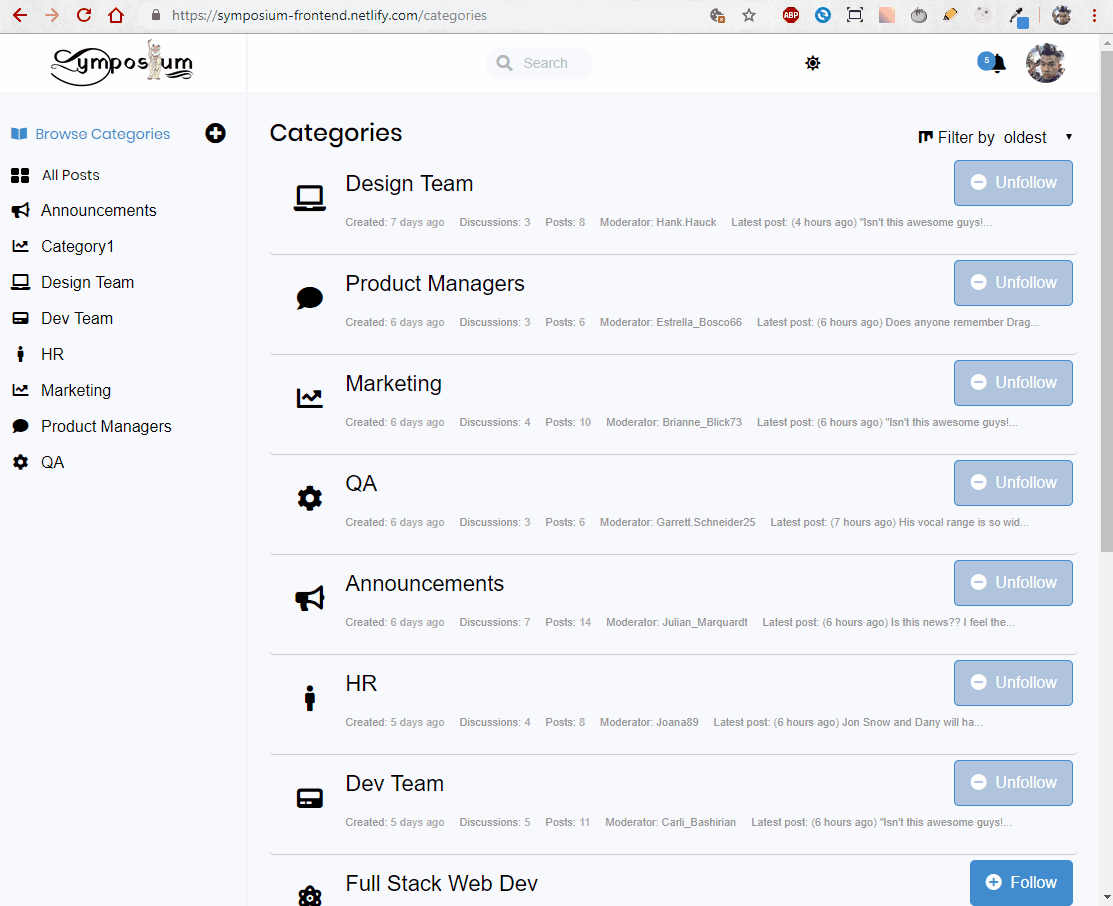 https://symposium-frontend.netlify.com/categories
ABP
Symposium
Search
5
Browse Categories
All Posts
Announcements
Category1
Design Team
Dev Team
HR
Marketing
Product Managers
QA
Categories
Filter by oldest
Design Team
Unfollow
Created: 7 days ago Discussions: 3 Posts: 8 Moderator: Hank.Hauck Latest post: (4 hours ago) "Isn't this awesome guys!...
Product Managers
Unfollow
Created: 6 days ago Discussions: 3 Posts: 6 Moderator: Estrella_Bosco66 Latest post: (6 hours ago) Does anyone remember Drag...
Marketing
Unfollow
Created: 6 days ago Discussions: 4 Posts: 10 Moderator: Brianne_Blick73 Latest post: (6 hours ago) "Isn't this awesome guys!...
QA
Unfollow
Created: 6 days ago Discussions: 3 Posts: 6 Moderator: Garrett.Schneider25 Latest post: (7 hours ago) His vocal range is so wid...
Announcements
Unfollow
Created: 6 days ago Discussions: 7 Posts: 14 Moderator: Julian_Marquardt Latest post: (6 hours ago) Is this news?? I feel the...
HR
Unfollow
Created: 5 days ago Discussions: 4 Posts: 8 Moderator: Joana89 Latest post: (6 hours ago) Jon Snow and Dany will ha...
Dev Team
Unfollow
Created: 5 days ago Discussions: 5 Posts: 11 Moderator: Carli_Bashirian Latest post: (6 hours ago) "Isn't this awesome guys!...
Full Stack Web Dev
Follow